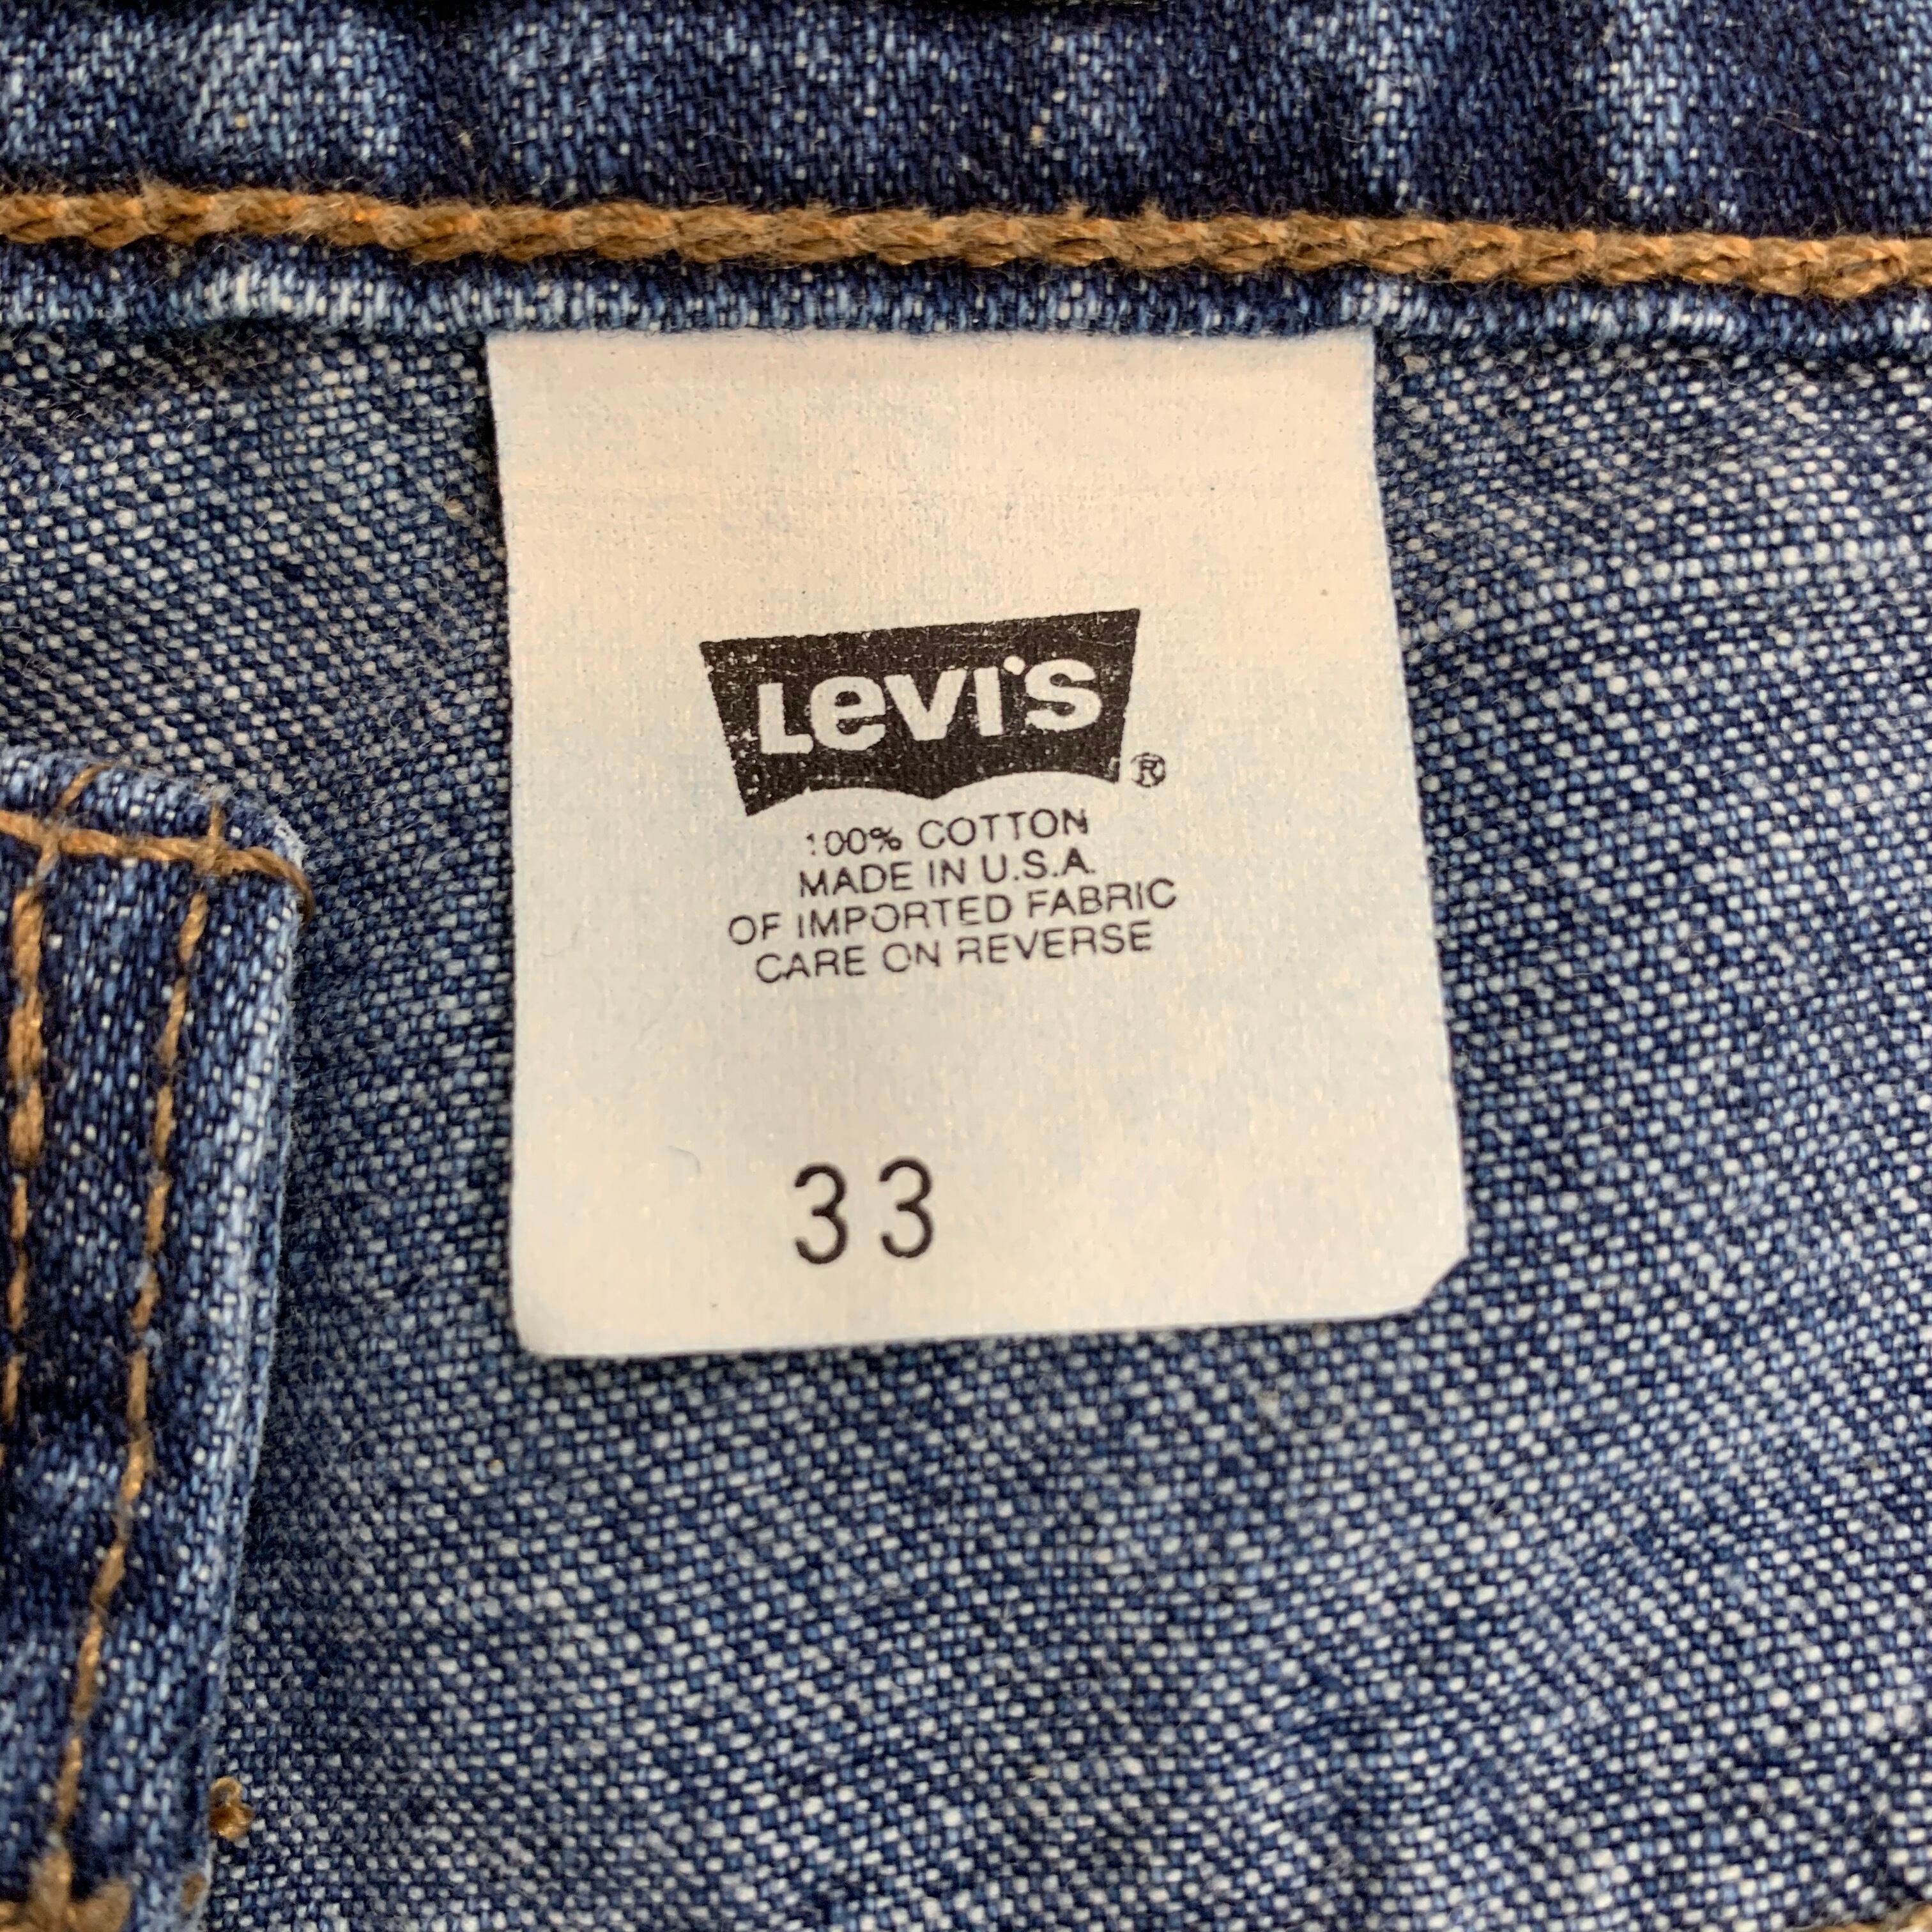 Levi's ®
100% COTTON
MADE IN U.S.A.
OF IMPORTED FABRIC
CARE ON REVERSE
33